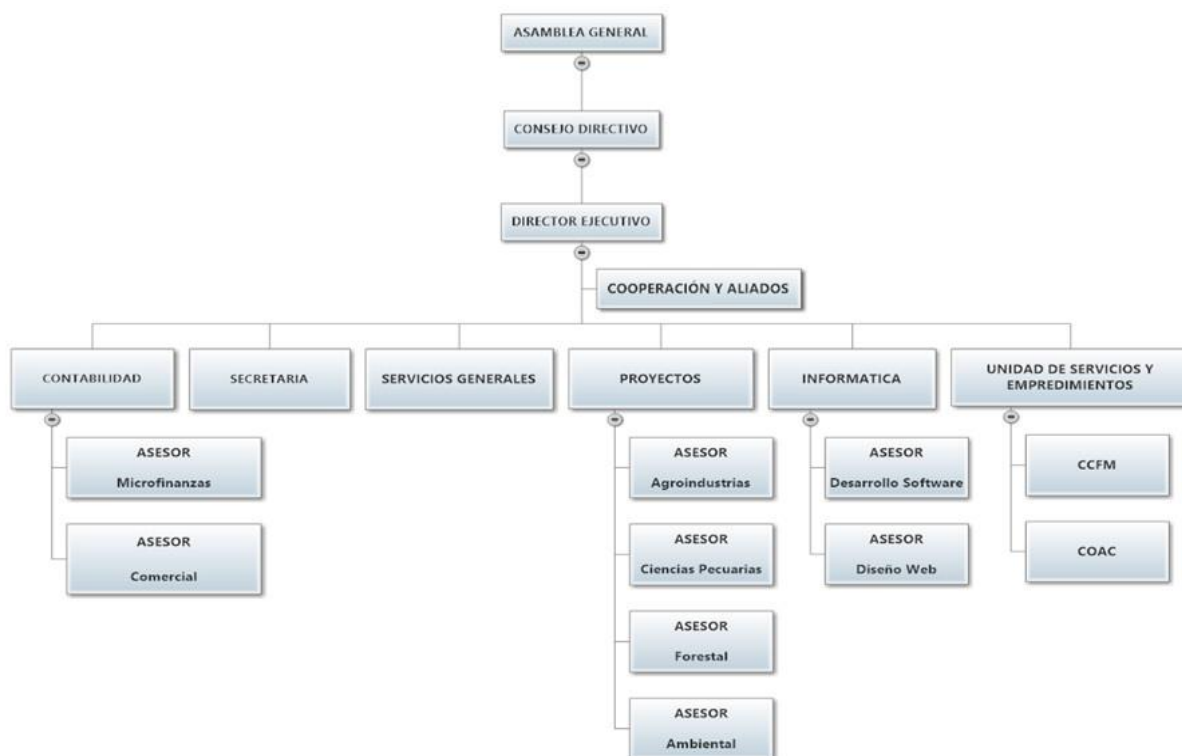 ASAMBLEA GENERAL
CONSEJO DIRECTIVO
DIRECTOR EJECUTIVO
COOPERACIÓN Y ALIADOS
CONTABILIDAD
SECRETARIA
SERVICIOS GENERALES
PROYECTOS
INFORMATICA
UNIDAD DE SERVICIOS Y
EMPREDIMIENTOS
ASESOR
Microfinanzas
ASESOR
Comercial
ASESOR
Agroindustrias
ASESOR
Ciencias Pecuarias
ASESOR
Forestal
ASESOR
Ambiental
ASESOR
Desarrollo Software
ASESOR
Diseño Web
CCFM
COAC